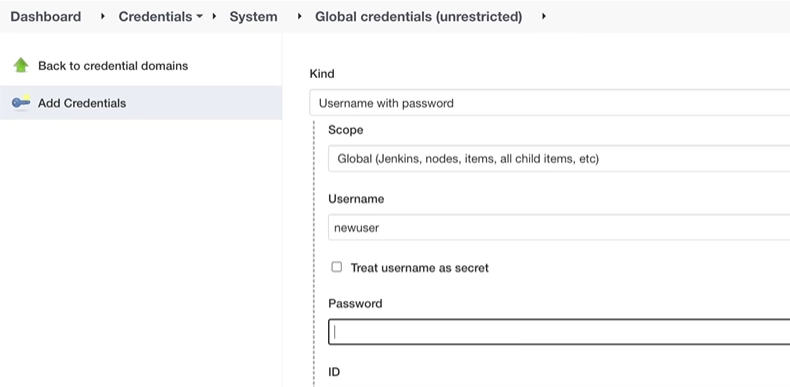 Dashboard Credentials System Global credentials (unrestricted)
Back to credential domains
Add Credentials
Kind
Username with password
Scope
Global (Jenkins, nodes, items, all child items, etc)
Username
newuser
Treat username as secret
Password
ID